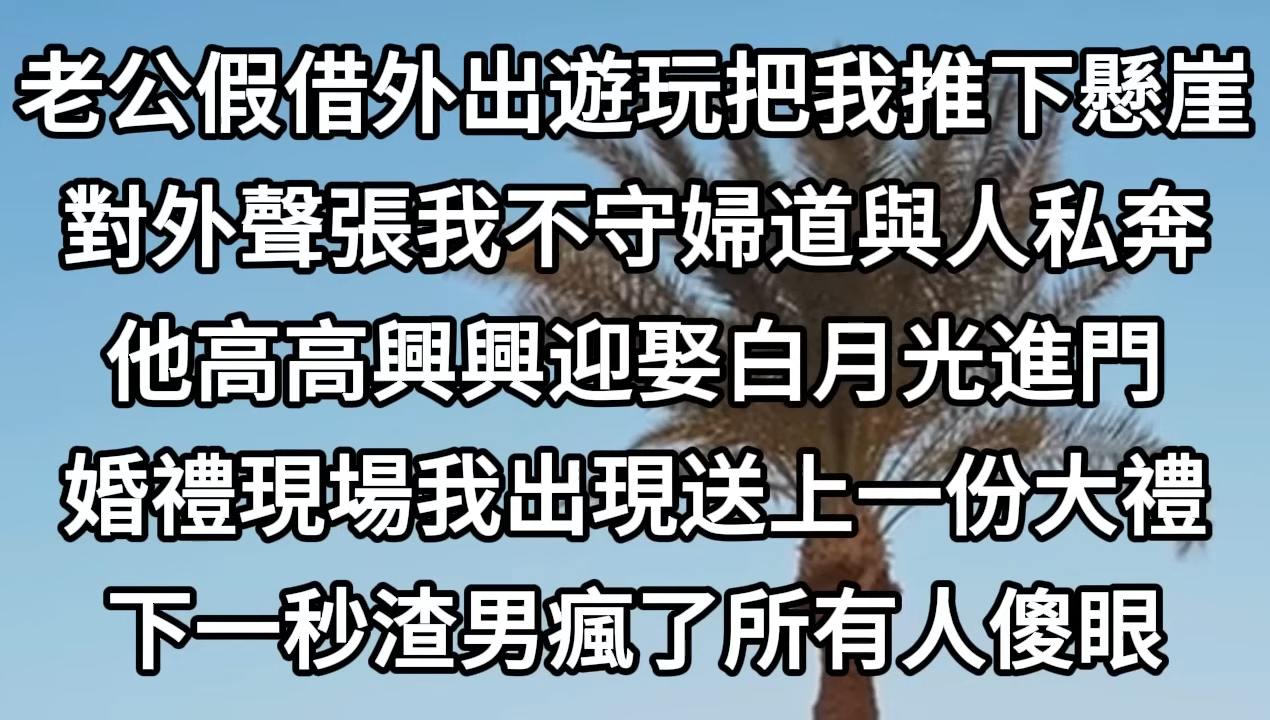 老公假借外出遊玩把我推下懸崖
對外聲張我不守婦道與人私奔
他高高興興迎娶白月光進門
婚禮現場我出現送上一份大禮
下一秒渣男瘋了所有人傻眼